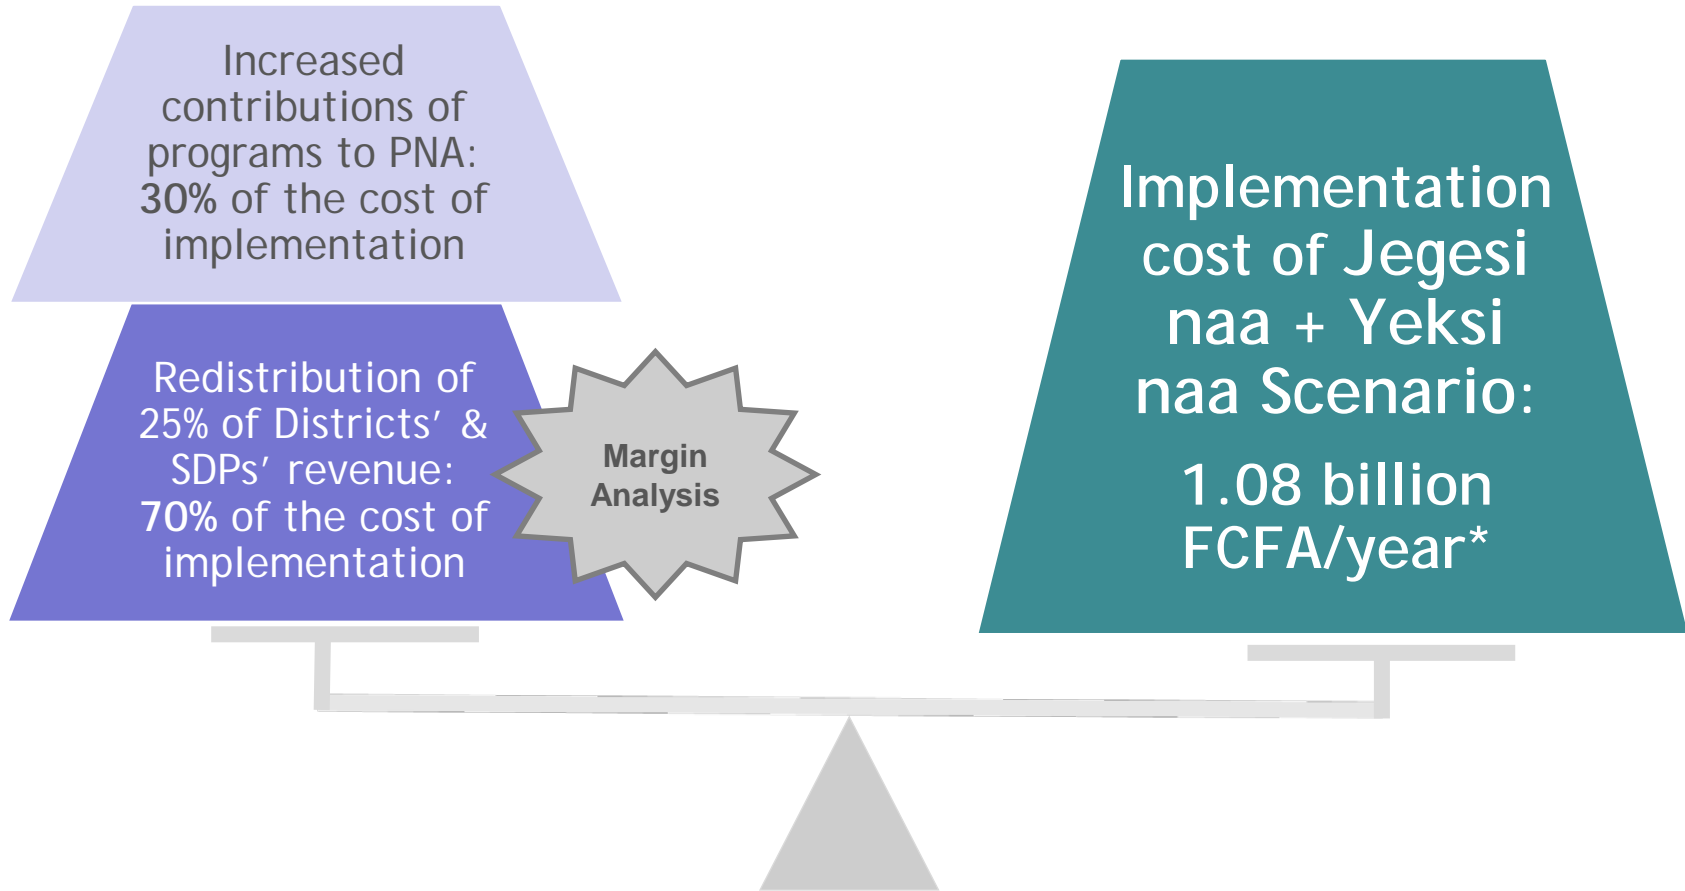 Increased
contributions of
programs to PNA:
30% of the cost of
implementation
Redistribution of
25% of Districts’ &
SDPs’ revenue:
70% of the cost of
implementation
Margin
Analysis
Implementation
cost of Jegesi
naa + Yeksi
naa Scenario:
1.08 billion
FCFA/year*